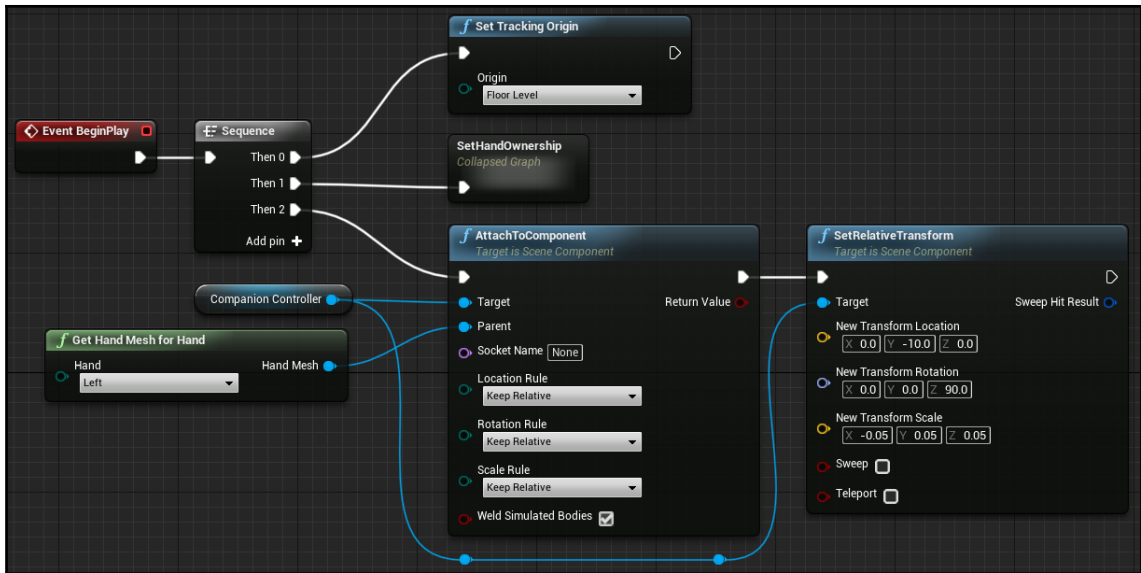 Set Tracking Origin
Origin
Floor Level
Event BeginPlay
Sequence
Then 0
Then 1
Then 2
Add pin
SetHandOwnership
Collapsed Graph
Companion Controller
Get Hand Mesh for Hand
Hand
Left
Hand Mesh
AttachToComponent
Target is Scene Component
Target
Return Value
Parent
Socket Name None
Location Rule
Keep Relative
Rotation Rule
Keep Relative
Scale Rule
Keep Relative
Weld Simulated Bodies
SetRelativeTransform
Target is Scene Component
Target
Sweep Hit Result
New Transform Location
X 0.0 Y -10.0 Z 0.0
New Transform Rotation
X 0.0 Y 0.0 Z 90.0
New Transform Scale
X -0.05 Y 0.05 Z 0.05
Sweep
Teleport